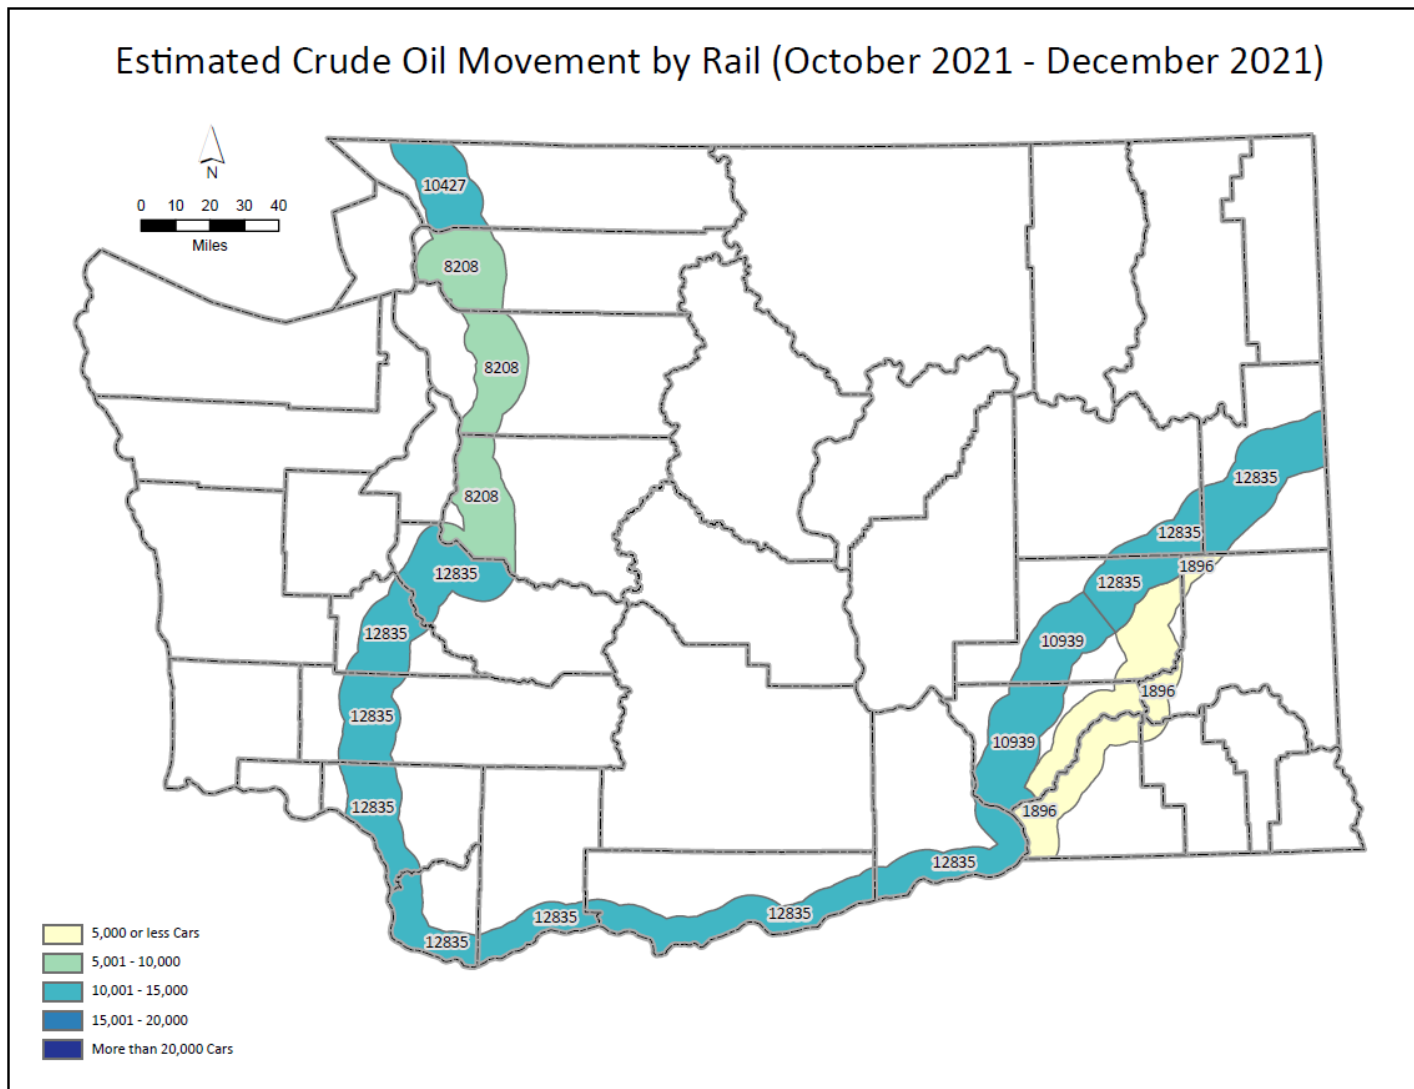 Estimated Crude Oil Movement by Rail (October 2021 - December 2021)
N
0 10 20 30 40
Miles
10427
8208
8208
8208
12835
12835
12835
12835
12835
12835
12835
12835
12835
12835
12835
1896
10939
1896
10939
1896
5,000 or less Cars
5,001 - 10,000
10,001 - 15,000
15,001 - 20,000
More than 20,000 Cars